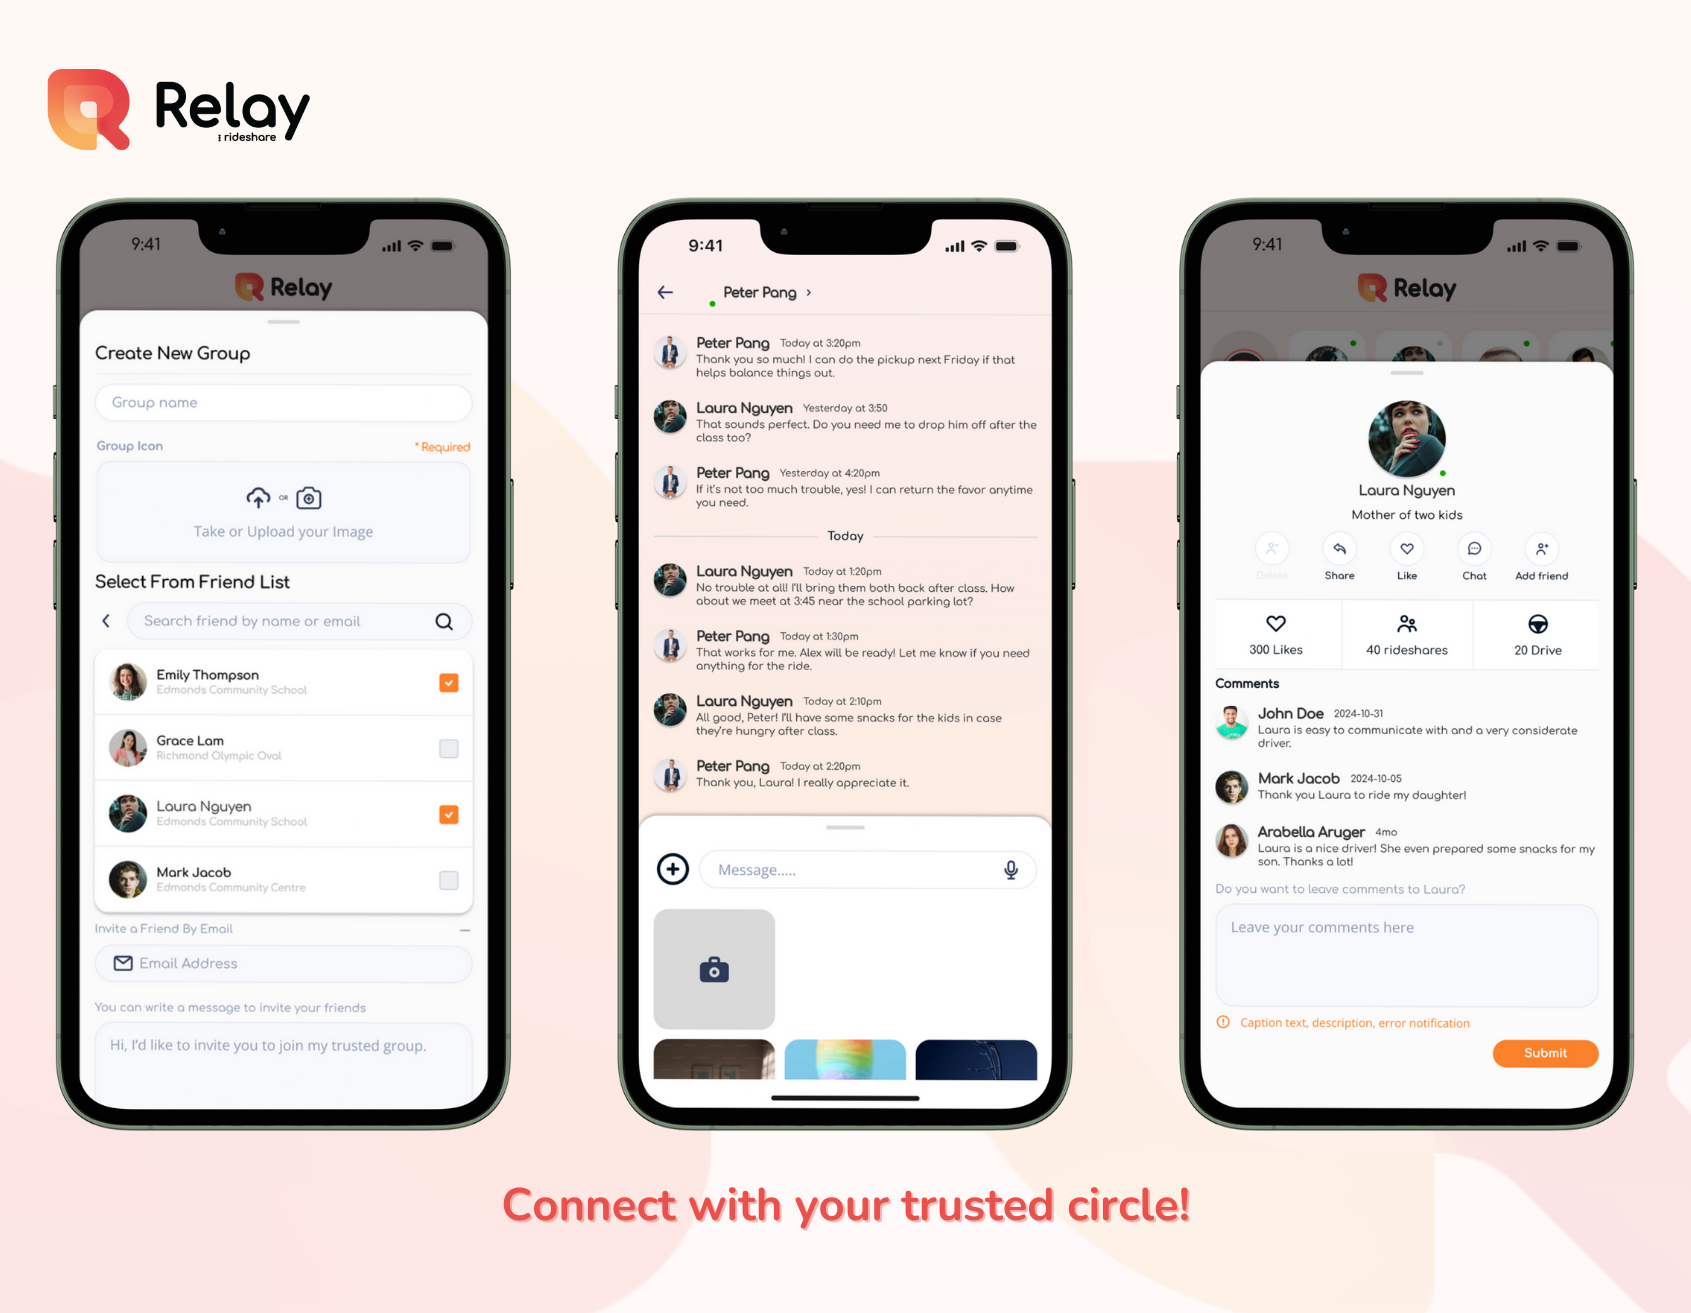 Relay
: rideshare
9:41
Relay
Create New Group
Group name
Group Icon * Required
OR
Take or Upload your Image
Select From Friend List
Search friend by name or email
Emily Thompson
Edmonds Community School
Grace Lam
Richmond Olympic Oval
Laura Nguyen
Edmonds Community School
Mark Jacob
Edmonds Community Centre
Invite a Friend By Email
Email Address
You can write a message to invite your friends
Hi, I'd like to invite you to join my trusted group.
9:41
Peter Pang
Peter Pang Today at 3:20pm
Thank you so much! I can do the pickup next Friday if that
helps balance things out.
Laura Nguyen Yesterday at 3:50
That sounds perfect. Do you need me to drop him off after the
class too?
Peter Pang Yesterday at 4:20pm
If it's not too much trouble, yes! I can return the favor anytime
you need.
Today
Laura Nguyen Today at 1:20pm
No trouble at all! I'll bring them both back after class. How
about we meet at 3:45 near the school parking lot?
Peter Pang Today at 1:30pm
That works for me. Alex will be ready! Let me know if you need
anything for the ride.
Laura Nguyen Today at 2:10pm
All good, Peter! I'll have some snacks for the kids in case
they're hungry after class.
Peter Pang Today at 2:20pm
Thank you, Laura! I really appreciate it.
Message.....
9:41
Relay
Laura Nguyen
Mother of two kids
Delete Share Like Chat Add friend
300 Likes 40 rideshares 20 Drive
Comments
John Doe 2024-10-31
Laura is easy to communicate with and a very considerate
driver.
Mark Jacob 2024-10-05
Thank you Laura to ride my daughter!
Arabella Aruger 4mo
Laura is a nice driver! She even prepared some snacks for my
son. Thanks a lot!
Do you want to leave comments to Laura?
Leave your comments here
Caption text, description, error notification
Submit
Connect with your trusted circle!